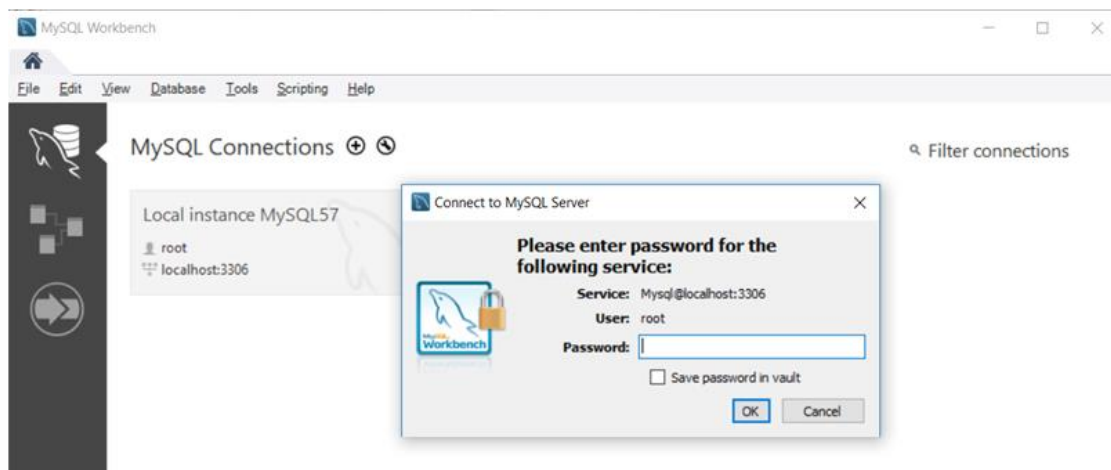 MySQL Workbench
File Edit View Database Tools Scripting Help
MySQL Connections
Filter connections
Local instance MySQL57
root
localhost:3306
Connect to MySQL Server
Please enter password for the
following service:
Service: Mysql@localhost:3306
User: root
Password:
Save password in vault
OK Cancel
MySQL
Workbench